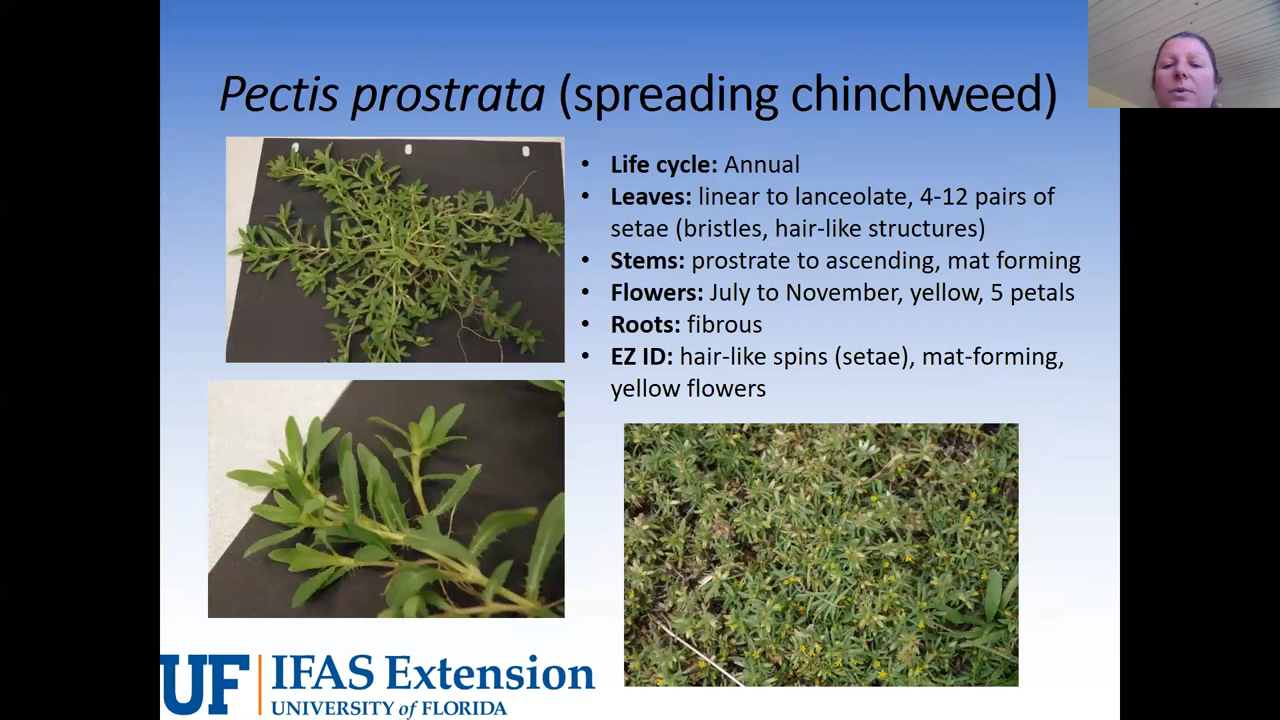 Pectis prostrata (spreading chinchweed)
• Life cycle: Annual
• Leaves: linear to lanceolate, 4-12 pairs of
setae (bristles, hair-like structures)
• Stems: prostrate to ascending, mat forming
• Flowers: July to November, yellow, 5 petals
• Roots: fibrous
• EZ ID: hair-like spins (setae), mat-forming,
yellow flowers
UF IFAS Extension
UNIVERSITY of FLORIDA